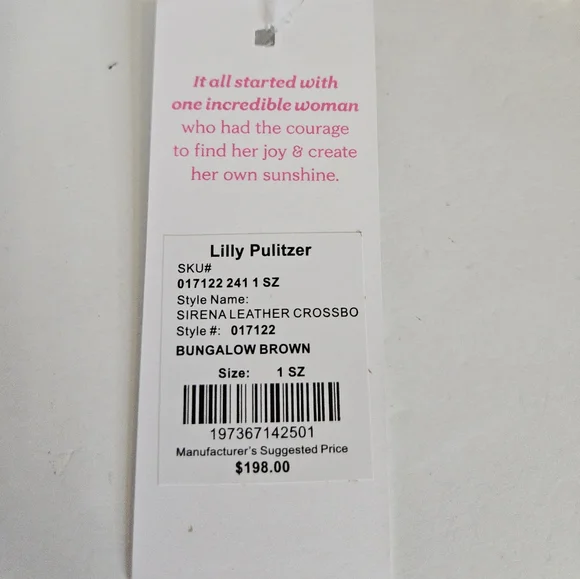 It all started with
one incredible woman
who had the courage
to find her joy & create
her own sunshine.
Lilly Pulitzer
SKU#
017122 241 1 SZ
Style Name:
SIRENA LEATHER CROSSBO
Style #: 017122
BUNGALOW BROWN
Size: 1 SZ
197367142501
Manufacturer's Suggested Price
$198.00